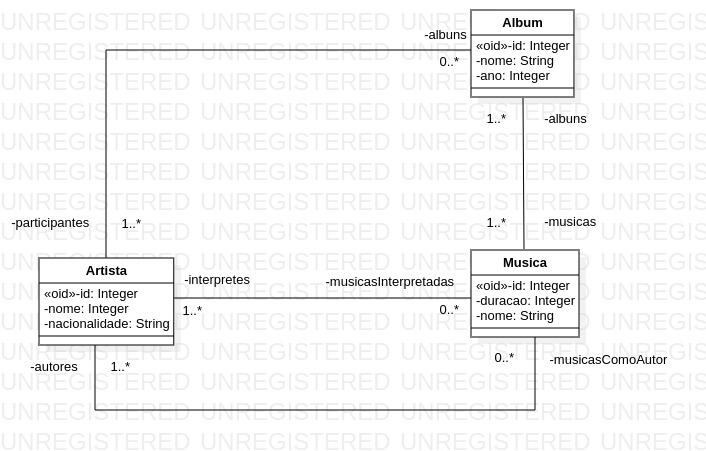 UNREGISTERED UNREGISTERED UNREGISTERED UNREGISTERED
Album
-albuns
«oid»-id: Integer
-nome: String
-ano: Integer
0..*
1..*
-albuns
-participantes
1..*
1..*
-musicas
Artista
«oid»-id: Integer
-nome: Integer
-nacionalidade: String
-interpretes
1..*
-musicasInterpretadas
0..*
Musica
«oid»-id: Integer
-duracao: Integer
-nome: String
-autores
1..*
0..*
-musicasComoAutor